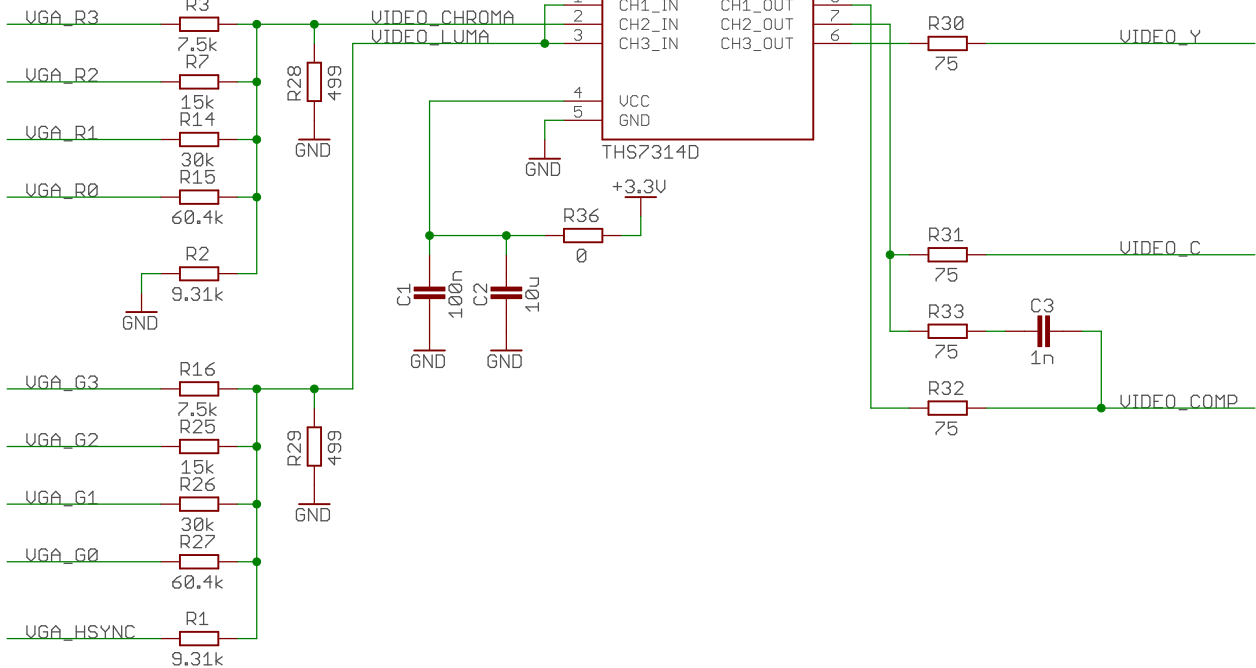 VGA_R3
R3
7.5k
VGA_R2
R7
15k
VGA_R1
R14
30k
VGA_R0
R15
60.4k
R2
9.31k
GND
R28
499
GND
VIDEO_CHROMA
VIDEO_LUMA
1
2
3
4
5
CH1_IN
CH2_IN
CH3_IN
VCC
GND
CH1_OUT
CH2_OUT
CH3_OUT
7
6
THS7314D
GND
+3.3V
R36
0
C1
100n
C2
10u
GND
GND
R30
75
VIDEO_Y
R31
75
VIDEO_C
R33
75
C3
1n
R32
75
VIDEO_COMP
VGA_G3
R16
7.5k
VGA_G2
R25
15k
VGA_G1
R26
30k
VGA_G0
R27
60.4k
VGA_HSYNC
R1
9.31k
R29
499
GND